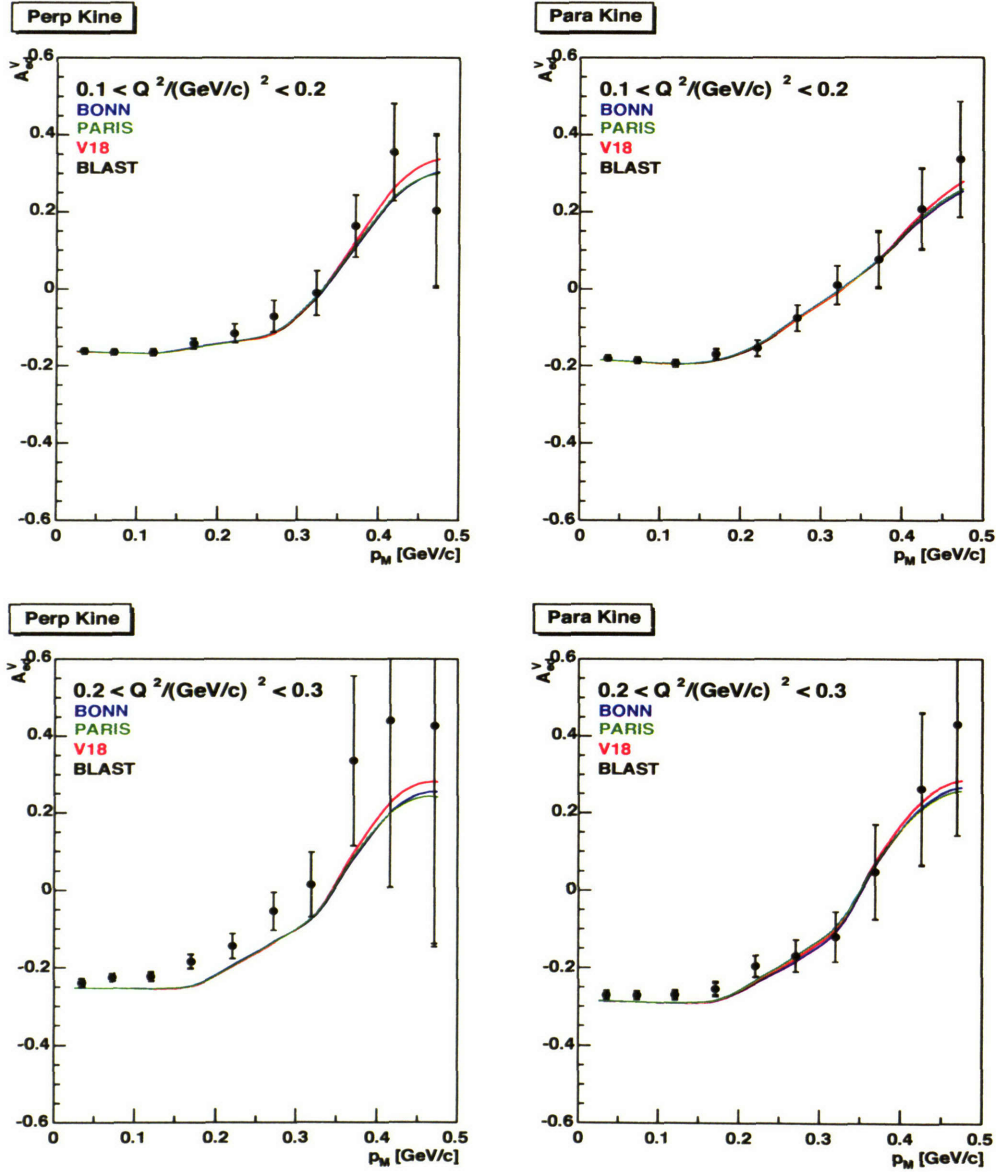 Perp Kine
A^V_ed
0.6
0.4
0.2
0
-0.2
-0.4
-0.6
0.1 < Q ²/(GeV/c) ² < 0.2
BONN
PARIS
V18
BLAST
0 0.1 0.2 0.3 0.4 0.5
p_M [GeV/c]
Para Kine
A^V_ed
0.6
0.4
0.2
0
-0.2
-0.4
-0.6
0.1 < Q ²/(GeV/c) ² < 0.2
BONN
PARIS
V18
BLAST
0 0.1 0.2 0.3 0.4 0.5
p_M [GeV/c]
Perp Kine
A^V_ed
0.6
0.4
0.2
0
-0.2
-0.4
-0.6
0.2 < Q ²/(GeV/c) ² < 0.3
BONN
PARIS
V18
BLAST
0 0.1 0.2 0.3 0.4 0.5
p_M [GeV/c]
Para Kine
A^V_ed
0.6
0.4
0.2
0
-0.2
-0.4
-0.6
0.2 < Q ²/(GeV/c) ² < 0.3
BONN
PARIS
V18
BLAST
0 0.1 0.2 0.3 0.4 0.5
p_M [GeV/c]